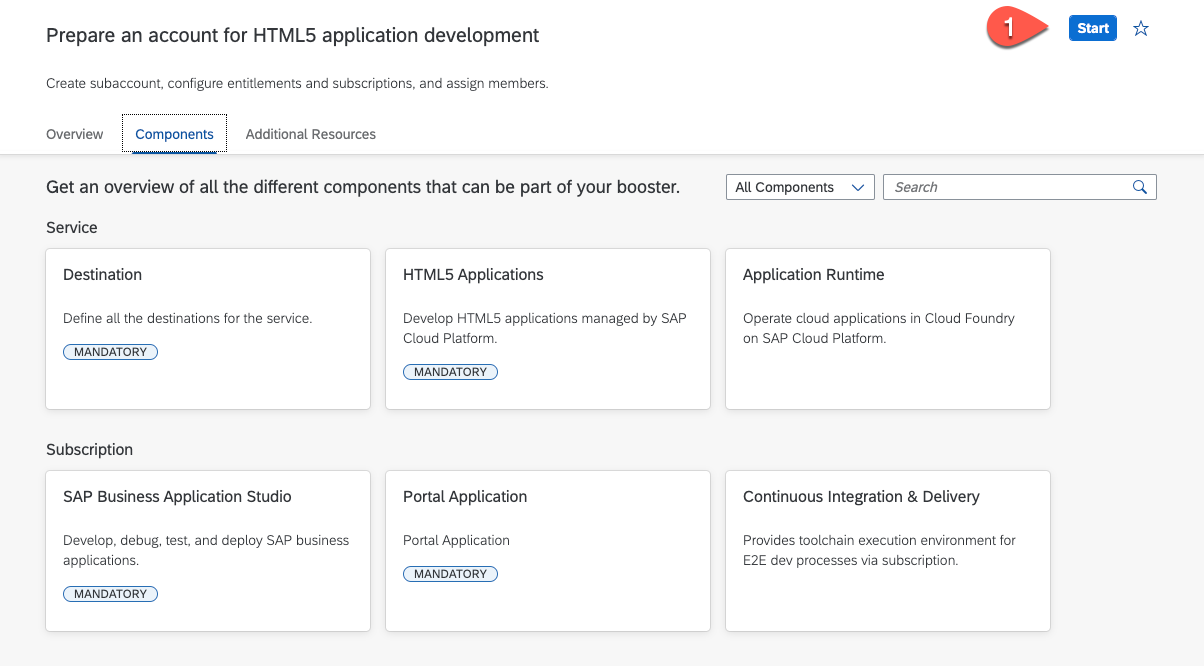 Prepare an account for HTML5 application development
1
Start
Create subaccount, configure entitlements and subscriptions, and assign members.
Overview
Components
Additional Resources
Get an overview of all the different components that can be part of your booster.
All Components
Search
Service
Destination
Define all the destinations for the service.
MANDATORY
HTML5 Applications
Develop HTML5 applications managed by SAP
Cloud Platform.
MANDATORY
Application Runtime
Operate cloud applications in Cloud Foundry
on SAP Cloud Platform.
Subscription
SAP Business Application Studio
Develop, debug, test, and deploy SAP business
applications.
MANDATORY
Portal Application
Portal Application
MANDATORY
Continuous Integration & Delivery
Provides toolchain execution environment for
E2E dev processes via subscription.